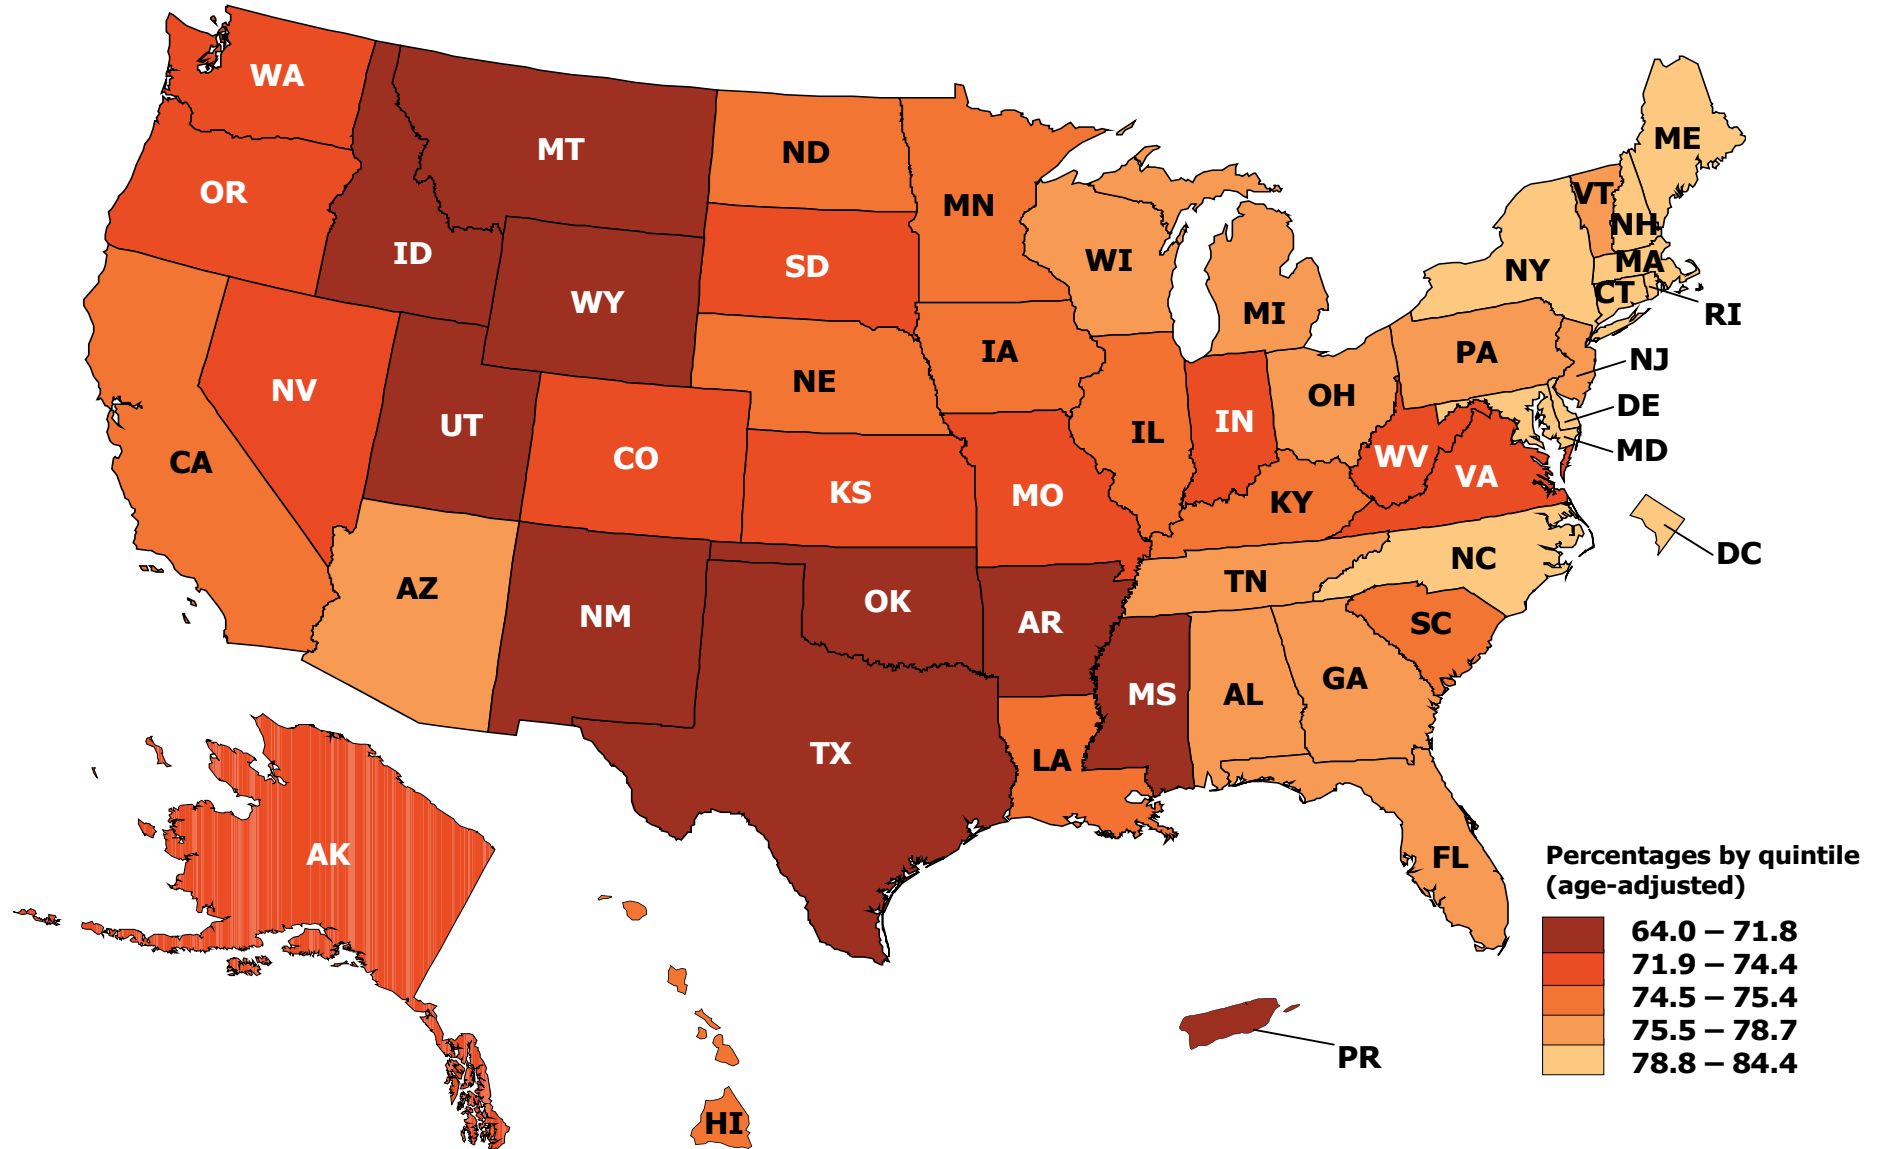 WA
ME
MT
ND
VT
OR
MN
NH
ID
WI
MA
SD
NY
CT
WY
MI
RI
IA
PA
NJ
NE
NV
OH
DE
UT
IN
IL
MD
CO
WV
CA
VA
KS
MO
KY
DC
NC
AZ
TN
OK
NM
AR
SC
GA
MS
AL
TX
LA
AK
FL
Percentages by quintile
(age-adjusted)
64.0 – 71.8
71.9 – 74.4
74.5 – 75.4
75.5 – 78.7
78.8 – 84.4
PR
HI